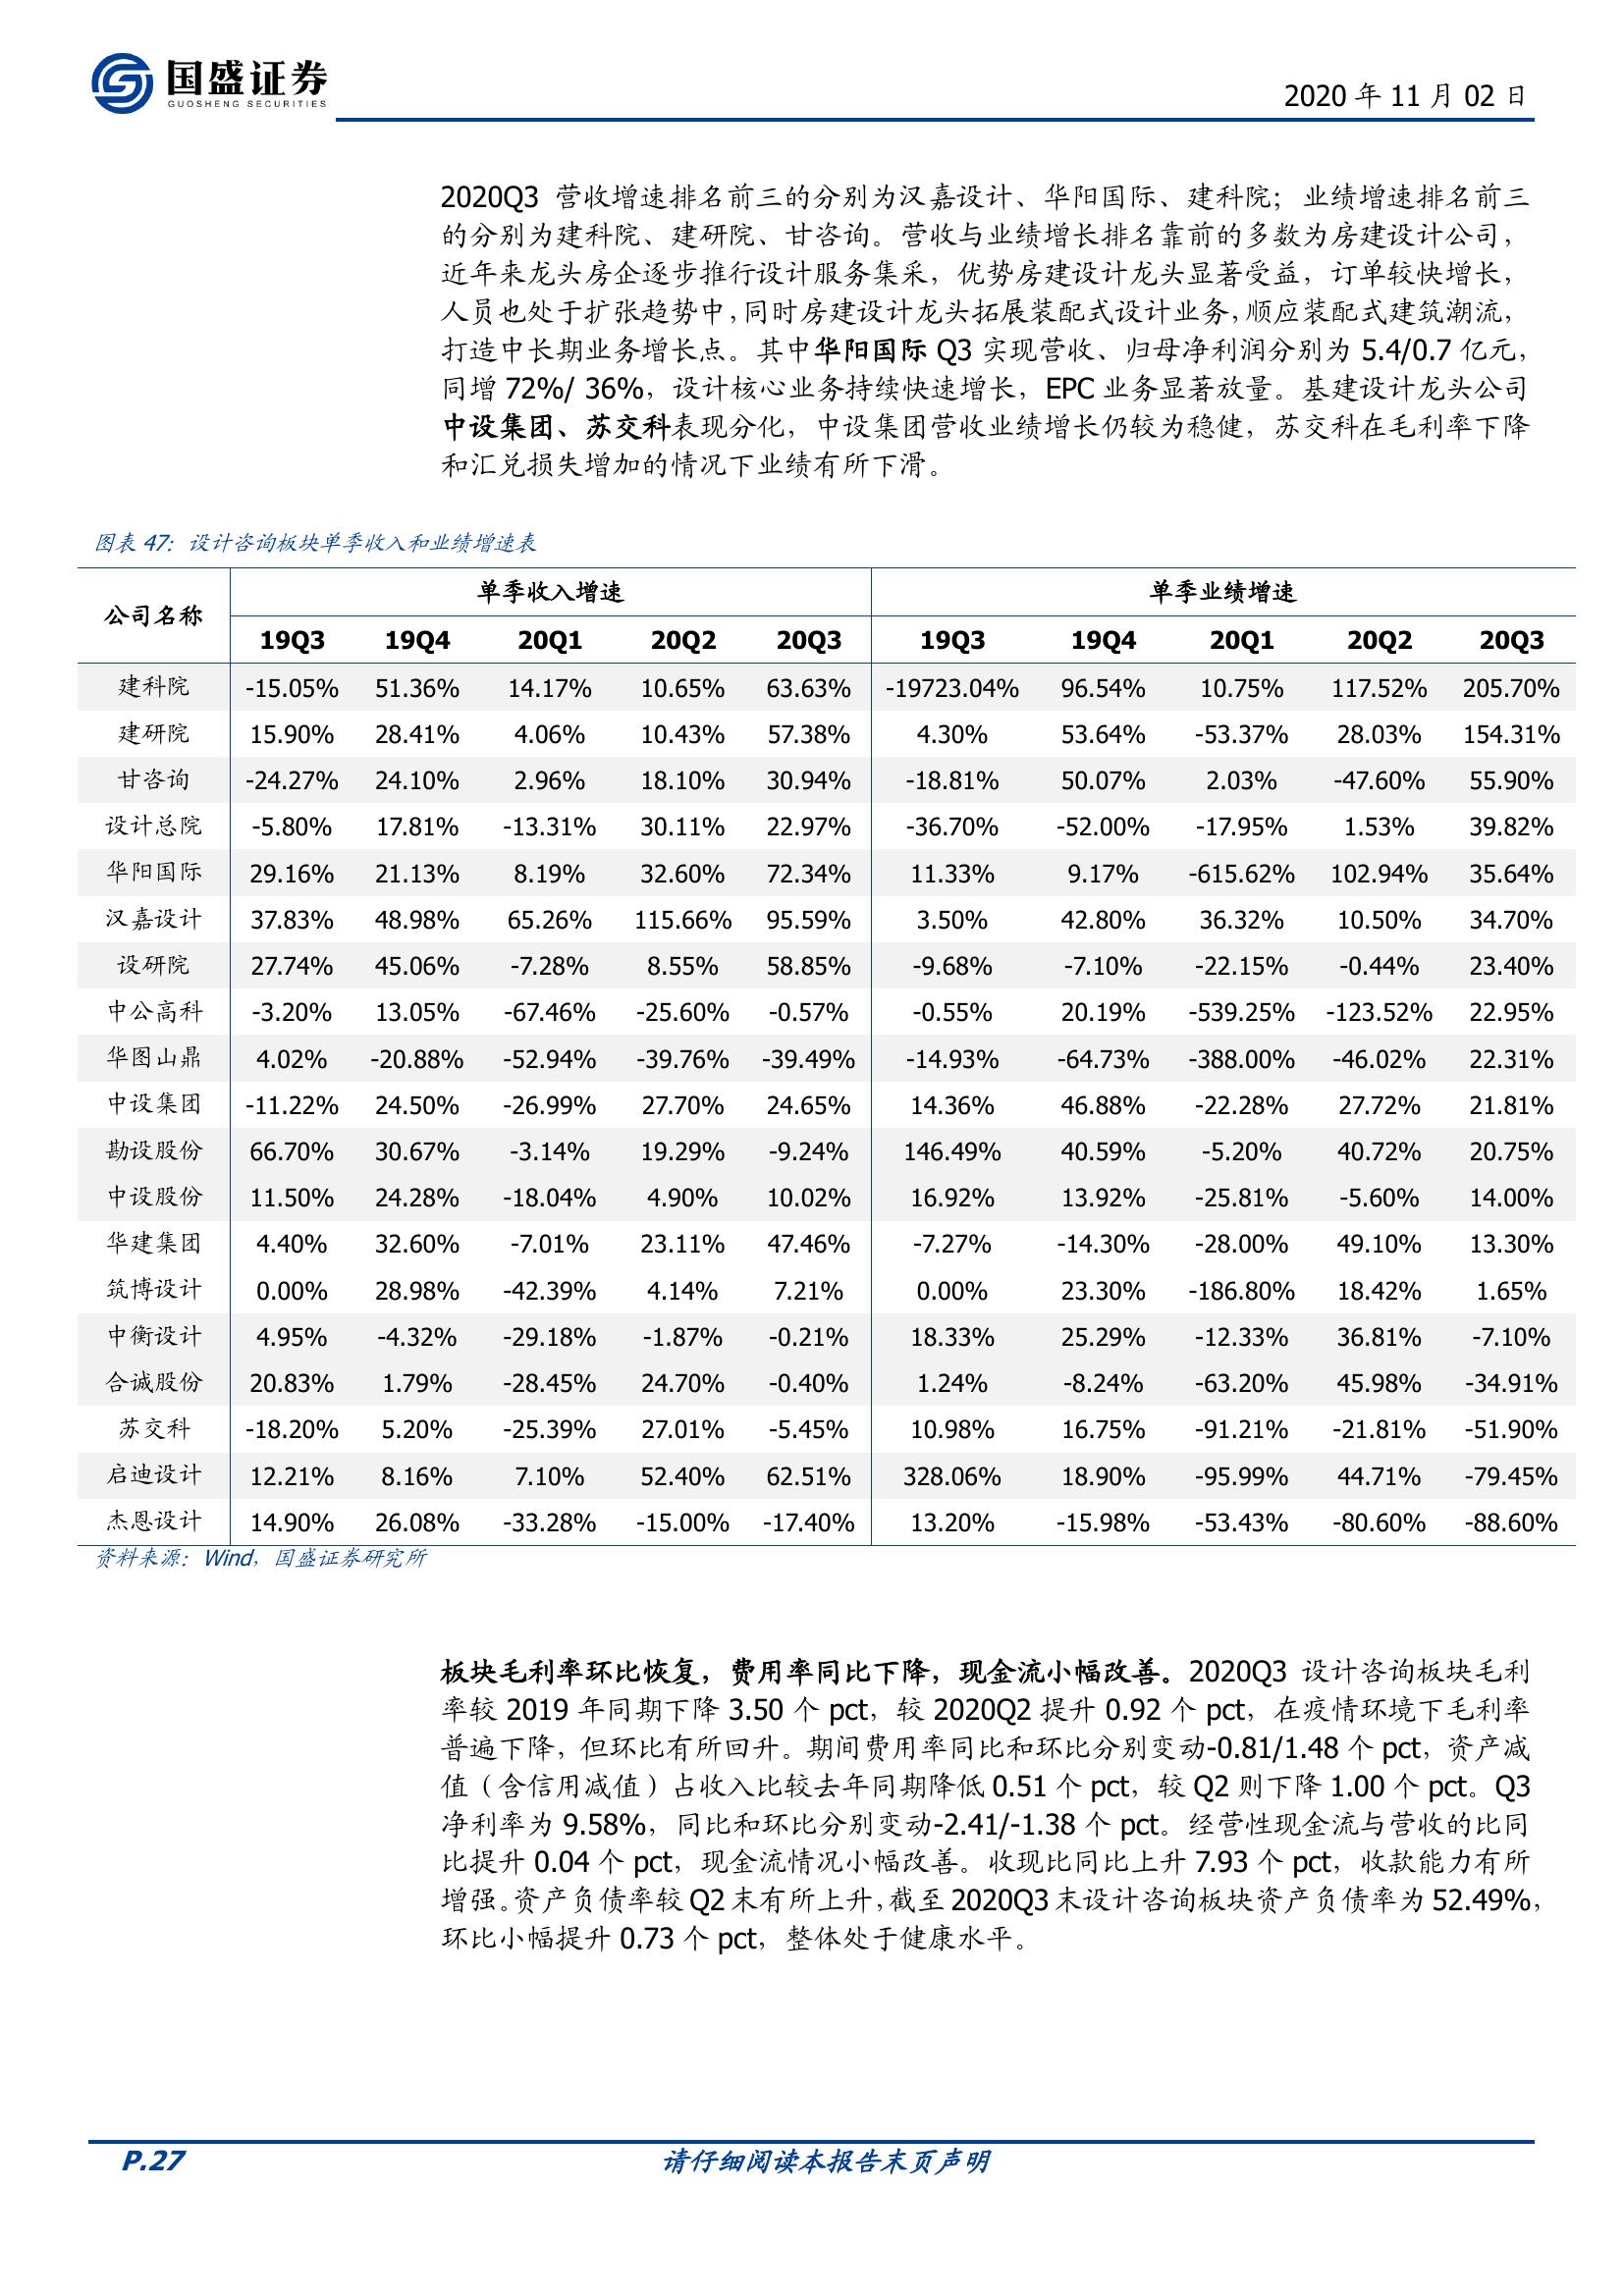 国盛证券
GUOSHENG SECURITIES
2020 年 11 月 02 日
2020Q3 营收增速排名前三的分别为汉嘉设计、华阳国际、建科院；业绩增速排名前三
的分别为建科院、建研院、甘咨询。营收与业绩增长排名靠前的多数为房建设计公司，
近年来龙头房企逐步推行设计服务集采，优势房建设计龙头显著受益，订单较快增长，
人员也处于扩张趋势中，同时房建设计龙头拓展装配式设计业务，顺应装配式建筑潮流，
打造中长期业务增长点。其中华阳国际 Q3 实现营收、归母净利润分别为 5.4/0.7 亿元，
同增 72%/ 36%，设计核心业务持续快速增长，EPC 业务显著放量。基建设计龙头公司
中设集团、苏交科表现分化，中设集团营收业绩增长仍较为稳健，苏交科在毛利率下降
和汇兑损失增加的情况下业绩有所下滑。
图表 47：设计咨询板块单季收入和业绩增速表
公司名称 单季收入增速 单季业绩增速
19Q3 19Q4 20Q1 20Q2 20Q3 19Q3 19Q4 20Q1 20Q2 20Q3
建科院 -15.05% 51.36% 14.17% 10.65% 63.63% -19723.04% 96.54% 10.75% 117.52% 205.70%
建研院 15.90% 28.41% 4.06% 10.43% 57.38% 4.30% 53.64% -53.37% 28.03% 154.31%
甘咨询 -24.27% 24.10% 2.96% 18.10% 30.94% -18.81% 50.07% 2.03% -47.60% 55.90%
设计总院 -5.80% 17.81% -13.31% 30.11% 22.97% -36.70% -52.00% -17.95% 1.53% 39.82%
华阳国际 29.16% 21.13% 8.19% 32.60% 72.34% 11.33% 9.17% -615.62% 102.94% 35.64%
汉嘉设计 37.83% 48.98% 65.26% 115.66% 95.59% 3.50% 42.80% 36.32% 10.50% 34.70%
设研院 27.74% 45.06% -7.28% 8.55% 58.85% -9.68% -7.10% -22.15% -0.44% 23.40%
中公高科 -3.20% 13.05% -67.46% -25.60% -0.57% -0.55% 20.19% -539.25% -123.52% 22.95%
华图山鼎 4.02% -20.88% -52.94% -39.76% -39.49% -14.93% -64.73% -388.00% -46.02% 22.31%
中设集团 -11.22% 24.50% -26.99% 27.70% 24.65% 14.36% 46.88% -22.28% 27.72% 21.81%
勘设股份 66.70% 30.67% -3.14% 19.29% -9.24% 146.49% 40.59% -5.20% 40.72% 20.75%
中设股份 11.50% 24.28% -18.04% 4.90% 10.02% 16.92% 13.92% -25.81% -5.60% 14.00%
华建集团 4.40% 32.60% -7.01% 23.11% 47.46% -7.27% -14.30% -28.00% 49.10% 13.30%
筑博设计 0.00% 28.98% -42.39% 4.14% 7.21% 0.00% 23.30% -186.80% 18.42% 1.65%
中衡设计 4.95% -4.32% -29.18% -1.87% -0.21% 18.33% 25.29% -12.33% 36.81% -7.10%
合诚股份 20.83% 1.79% -28.45% 24.70% -0.40% 1.24% -8.24% -63.20% 45.98% -34.91%
苏交科 -18.20% 5.20% -25.39% 27.01% -5.45% 10.98% 16.75% -91.21% -21.81% -51.90%
启迪设计 12.21% 8.16% 7.10% 52.40% 62.51% 328.06% 18.90% -95.99% 44.71% -79.45%
杰恩设计 14.90% 26.08% -33.28% -15.00% -17.40% 13.20% -15.98% -53.43% -80.60% -88.60%
资料来源：Wind，国盛证券研究所
板块毛利率环比恢复，费用率同比下降，现金流小幅改善。2020Q3 设计咨询板块毛利
率较 2019 年同期下降 3.50 个 pct，较 2020Q2 提升 0.92 个 pct，在疫情环境下毛利率
普遍下降，但环比有所回升。期间费用率同比和环比分别变动-0.81/1.48 个 pct，资产减
值（含信用减值）占收入比较去年同期降低 0.51 个 pct，较 Q2 则下降 1.00 个 pct。Q3
净利率为 9.58%，同比和环比分别变动-2.41/-1.38 个 pct。经营性现金流与营收的比同
比提升 0.04 个 pct，现金流情况小幅改善。收现比同比上升 7.93 个 pct，收款能力有所
增强。资产负债率较 Q2 末有所上升，截至 2020Q3 末设计咨询板块资产负债率为 52.49%，
环比小幅提升 0.73 个 pct，整体处于健康水平。
P.27 请仔细阅读本报告末页声明